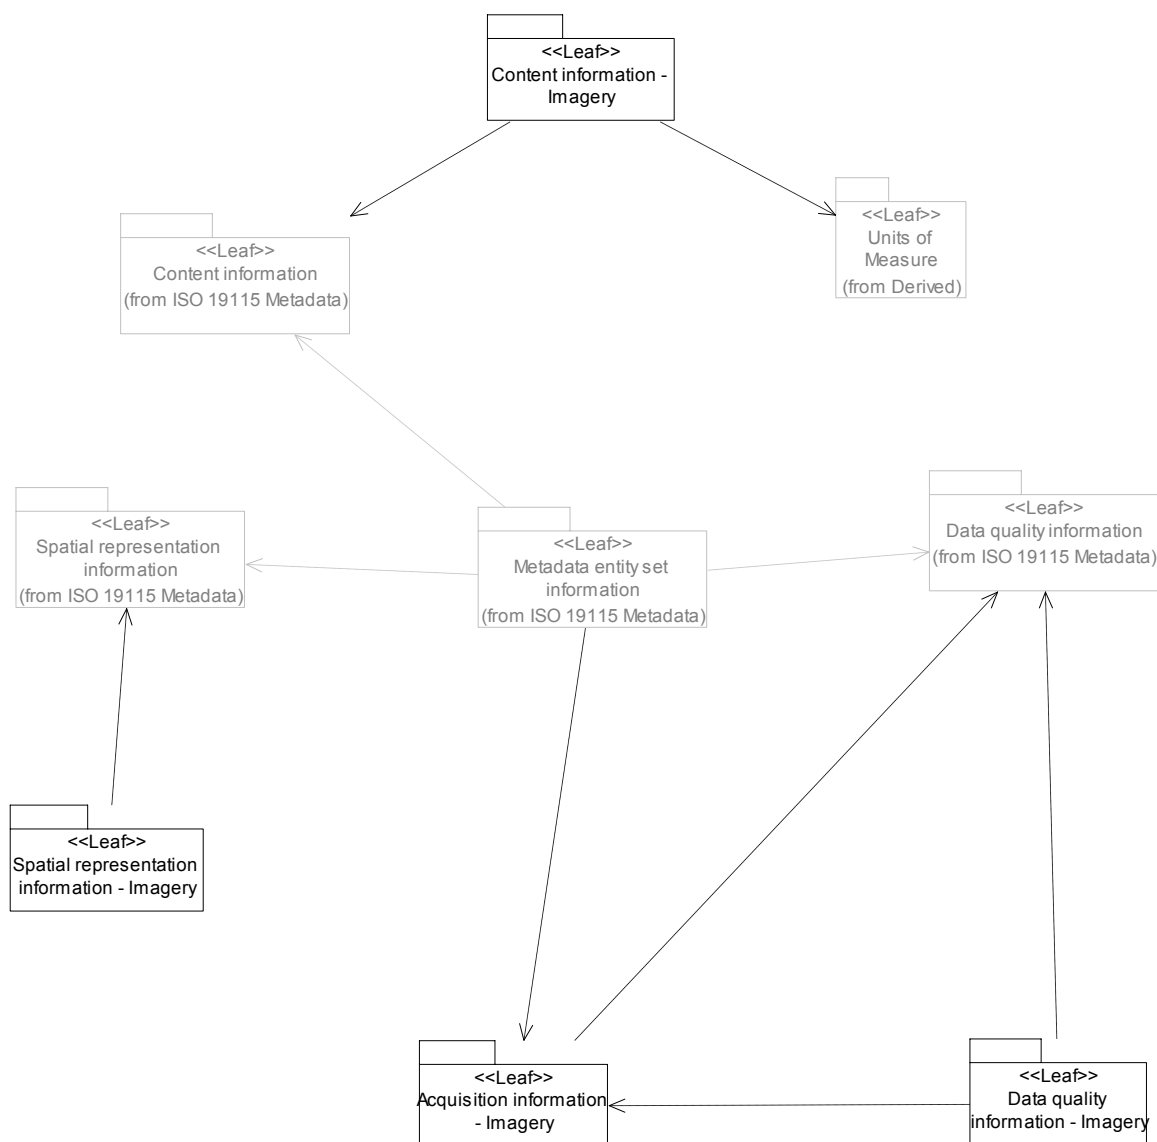 <<Leaf>>
Content information -
Imagery
<<Leaf>>
Units of
Measure
(from Derived)
<<Leaf>>
Content information
(from ISO 19115 Metadata)
<<Leaf>>
Data quality information
(from ISO 19115 Metadata)
<<Leaf>>
Spatial representation
information
(from ISO 19115 Metadata)
<<Leaf>>
Metadata entity set
information
(from ISO 19115 Metadata)
<<Leaf>>
Spatial representation
information - Imagery
<<Leaf>>
Acquisition information
- Imagery
<<Leaf>>
Data quality
information - Imagery